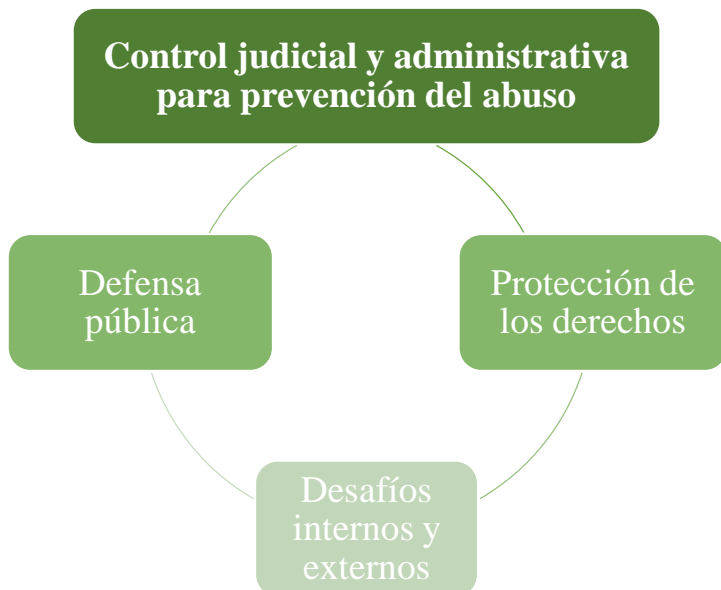 Control judicial y administrativa
para prevención del abuso
Defensa
pública
Protección de
los derechos
Desafíos
internos y
externos